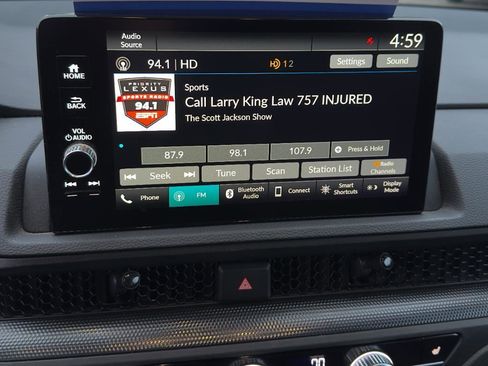 Audio
Source
4:59
HOME
94.1 | HD
HD 12
Settings
Sound
BACK
PRIORITY
LEXUS
SPORTS RADIO
94.1
ESPN
Sports
Call Larry King Law 757 INJURED
The Scott Jackson Show
VOL
AUDIO
87.9
98.1
107.9
Press & Hold
Seek
Tune
Scan
Station List
Radio
Channels
Phone
FM
Bluetooth
Audio
Connect
Smart
Shortcuts
Display
Mode